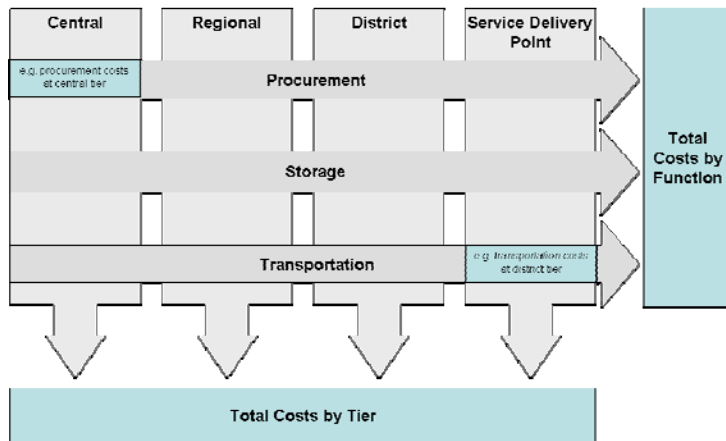 Central
Regional
District
Service Delivery
Point
e.g. procurement costs
at central tier
Procurement
Storage
Transportation
e.g. transportation costs
at district tier
Total
Costs by
Function
Total Costs by Tier